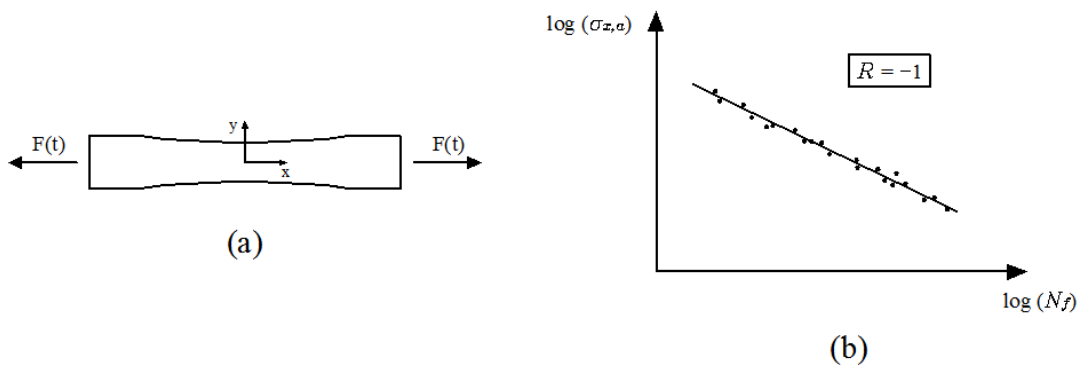 F(t)
y
x
F(t)
(a)
log (σx,a)
R = −1
log (Nf)
(b)